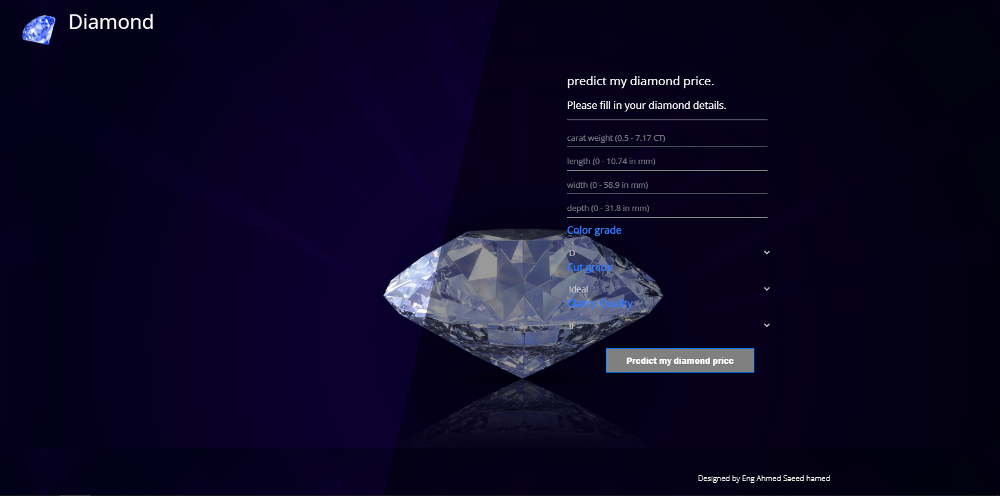 Diamond
predict my diamond price.
Please fill in your diamond details.
carat weight (0.5 - 7.17 CT)
length (0 - 10.74 in mm)
width (0 - 58.9 in mm)
depth (0 - 31.8 in mm)
Color grade
D
Cut grade
Ideal
Clarity Quality
IF
Predict my diamond price
Designed by Eng Ahmed Saeed hamed